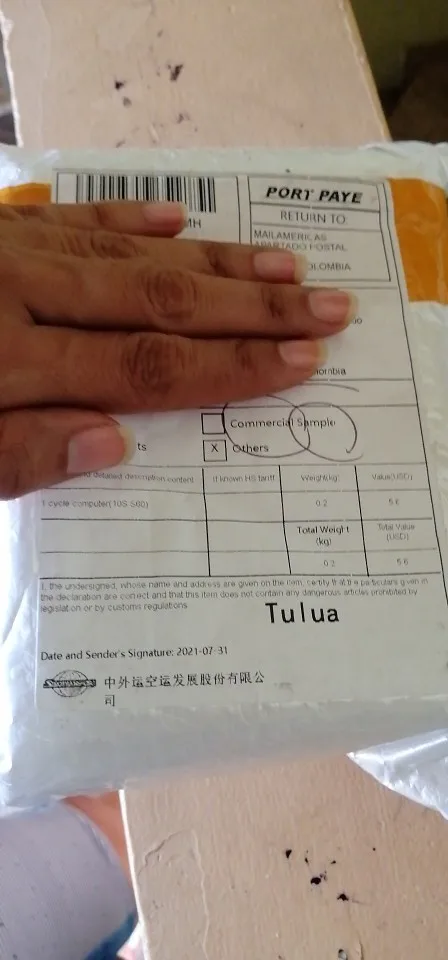 PORT PAYE
RETURN TO
MAILAMERICAS
APARTADO POSTAL
COLOMBIA
Commercial Sample
X Others
detailed description content
If known HS tariff
Weight(kg)
Value(USD)
1 cycle computer(10S S60)
0.2
5.6
Total Weight
(kg)
Total Value
(USD)
0.2
5.6
I, the undersigned, whose name and address are given on the item, certify that the particulars given in
the declaration are correct and that this item does not contain any dangerous articles prohibited by
legislation or by customs regulations
Tulua
Date and Sender's Signature: 2021-07-31
中外运空运发展股份有限公
司